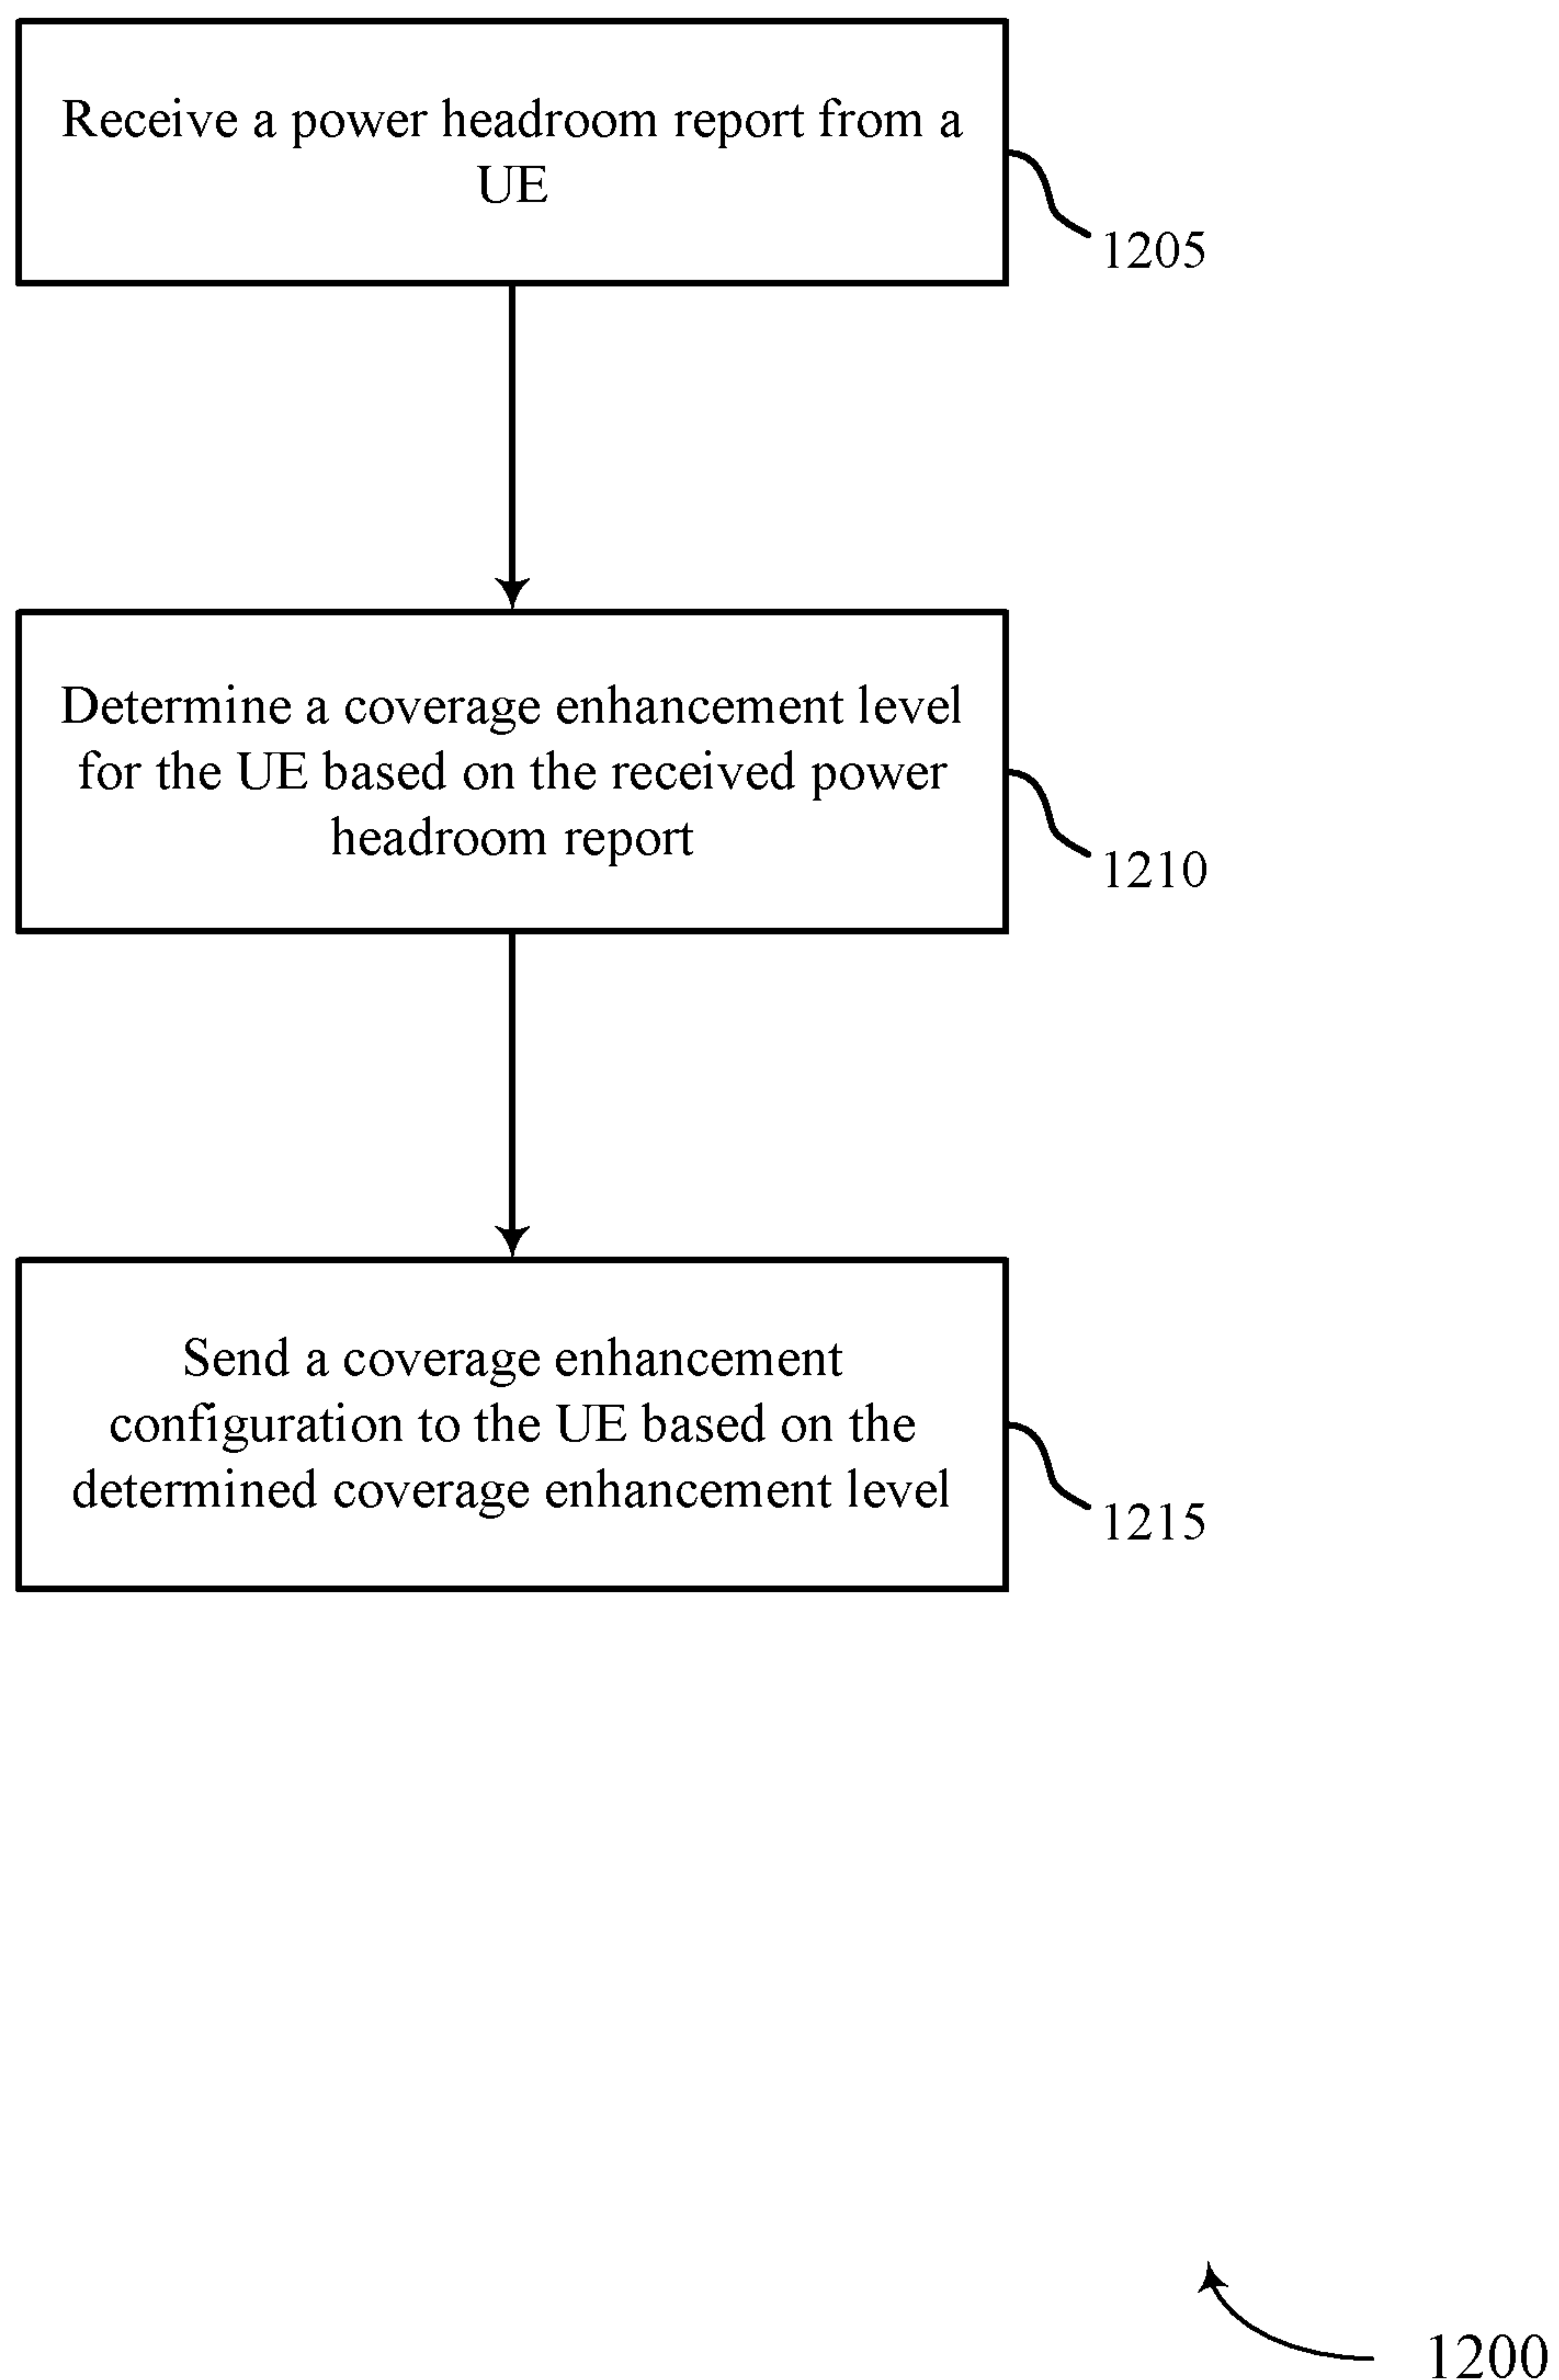 Receive a power headroom report from a
UE
1205
Determine a coverage enhancement level
for the UE based on the received power
headroom report
1210
Send a coverage enhancement
configuration to the UE based on the
determined coverage enhancement level
1215
1200